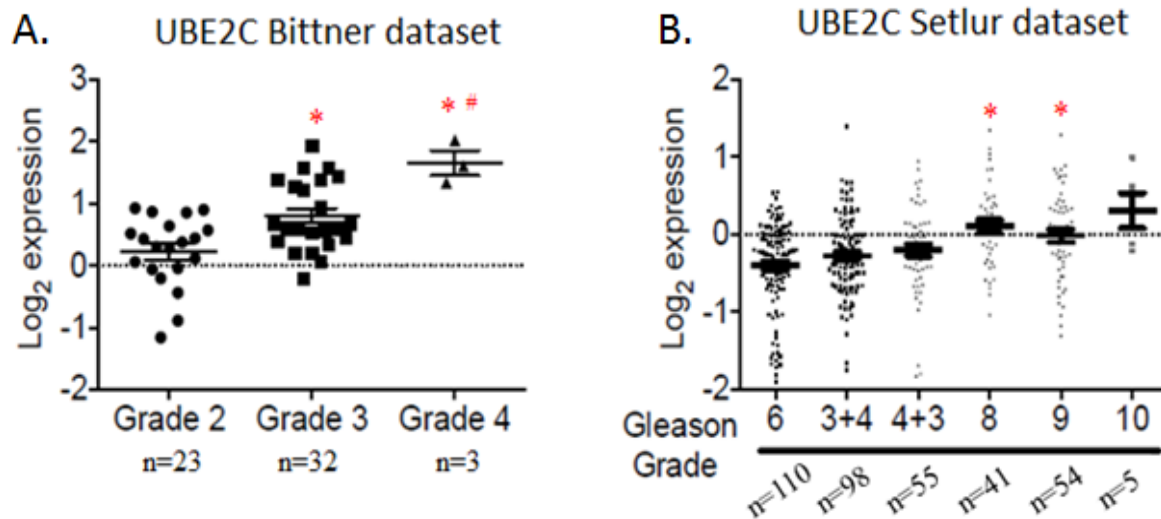 A. UBE2C Bittner dataset
Log2 expression
3
2
1
0
-1
-2
* * #
Grade 2 Grade 3 Grade 4
n=23 n=32 n=3
B. UBE2C Setlur dataset
Log2 expression
2
1
0
-1
-2
* *
Gleason Grade 6 3+4 4+3 8 9 10
n=110 n=98 n=55 n=41 n=54 n=5